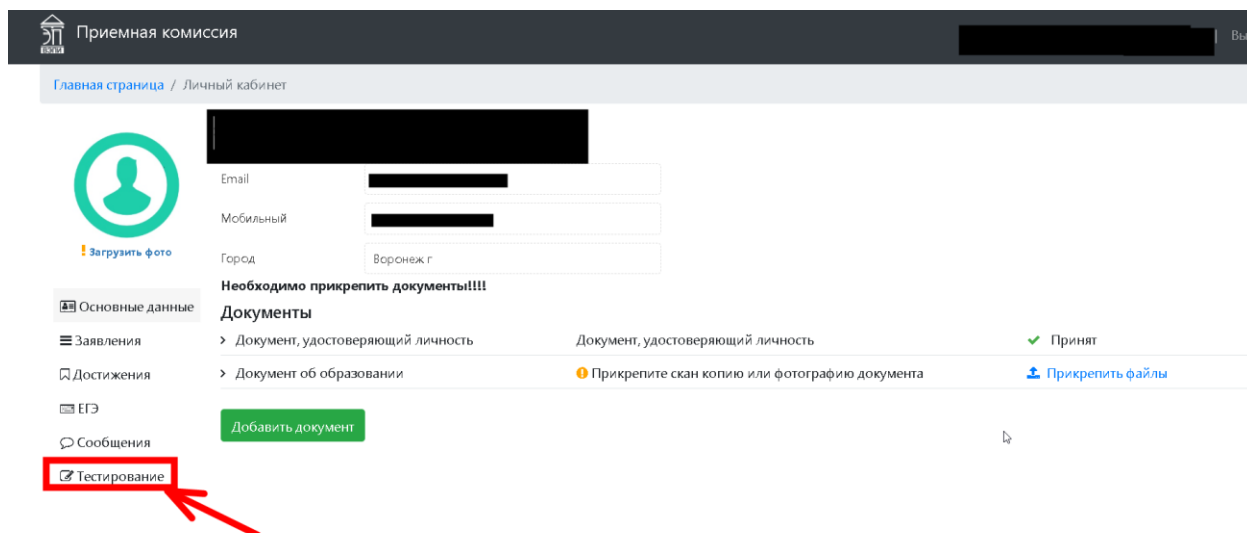 Приемная комиссия
Вы
ЭП
ВЭПИ
Главная страница / Личный кабинет
Email
Мобильный
! Загрузить фото
Город Воронеж г
Необходимо прикрепить документы!!!!
Основные данные
Документы
Заявления
> Документ, удостоверяющий личность Документ, удостоверяющий личность Принят
Достижения
> Документ об образовании Прикрепите скан копию или фотографию документа Прикрепить файлы
ЕГЭ
Добавить документ
Сообщения
Тестирование